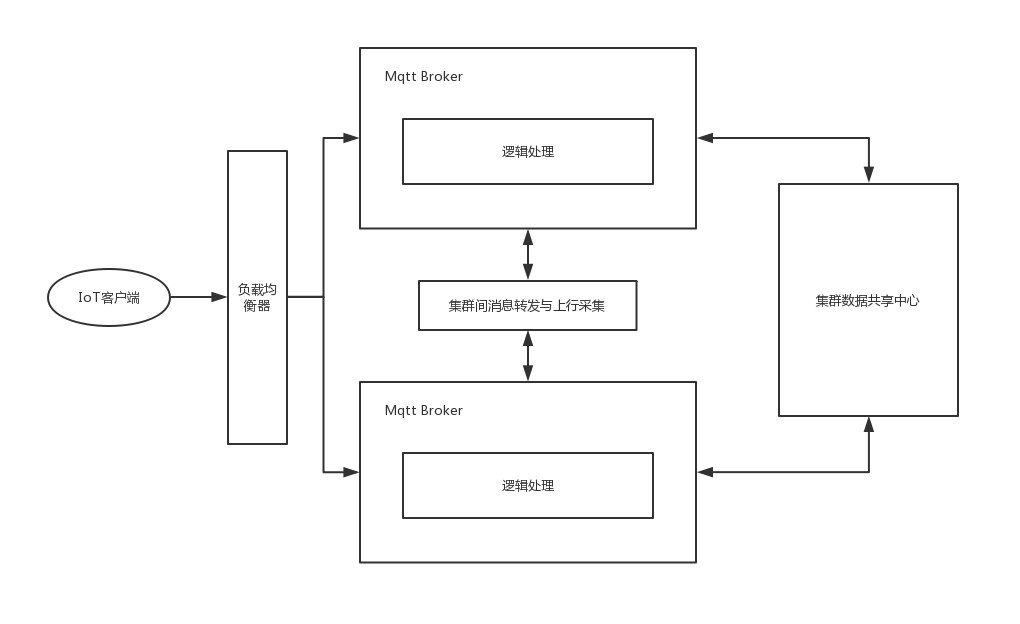 Mqtt Broker
逻辑处理
IoT客户端
负载均
衡器
集群间消息转发与上行采集
集群数据共享中心
Mqtt Broker
逻辑处理